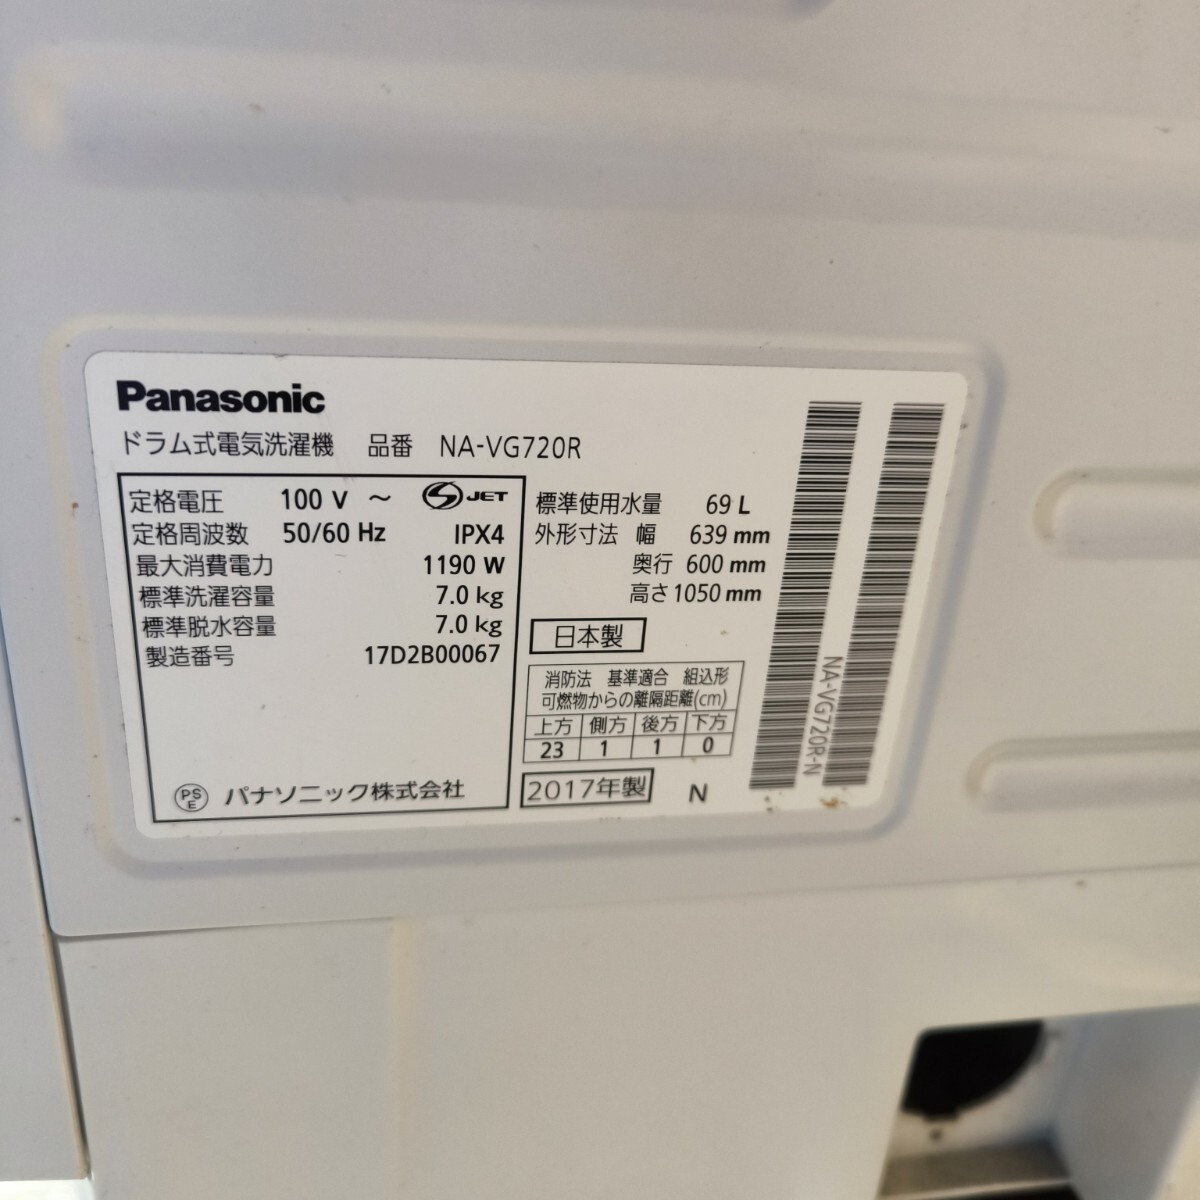 Panasonic
ドラム式電気洗濯機 品番 NA-VG720R
定格電圧 100 V ～ S JET
定格周波数 50/60 Hz IPX4
最大消費電力 1190 W
標準洗濯容量 7.0 kg
標準脱水容量 7.0 kg
製造番号 17D2B00067
PS E パナソニック株式会社
標準使用水量 69 L
外形寸法 幅 639 mm
奥行 600 mm
高さ 1050 mm
日本製
消防法 基準適合 組込形
可燃物からの離隔距離(cm)
上方 側方 後方 下方
23 1 1 0
2017年製 N
NA-VG720R-N